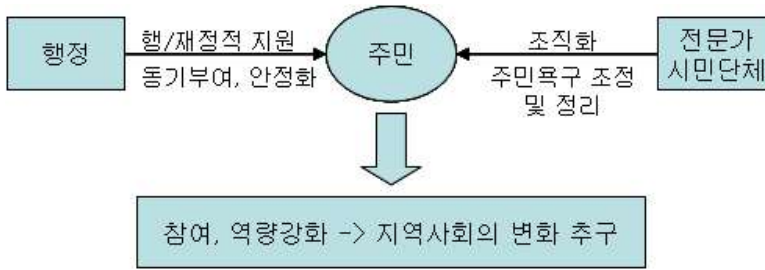 행정
행/재정적 지원
동기부여, 안정화
주민
조직화
주민욕구 조정
및 정리
전문가
시민단체
참여, 역량강화 -> 지역사회의 변화 추구